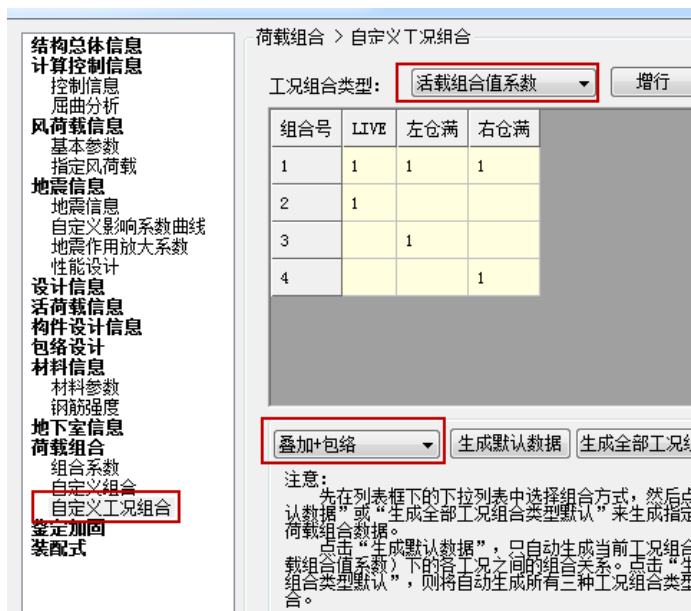 结构总体信息
计算控制信息
控制信息
屈曲分析
风荷载信息
基本参数
指定风荷载
地震信息
地震信息
自定义影响系数曲线
地震作用放大系数
性能设计
设计信息
活荷载信息
构件设计信息
包络设计
材料信息
材料参数
钢筋强度
地下室信息
荷载组合
组合系数
自定义组合
自定义工况组合
鉴定加固
装配式
荷载组合 > 自定义工况组合
工况组合类型： 活载组合值系数 增行
组合号 LIVE 左仓满 右仓满
1 1 1 1
2 1
3 1
4 1
叠加+包络 生成默认数据 生成全部工况
注意：
先在列表框下的下拉列表中选择组合方式，然后点
认数据”或“生成全部工况组合类型默认”来生成指定
荷载组合数据。
点击“生成默认数据”，只自动生成当前工况组合
载组合值系数）下的各工况之间的组合关系。点击“生
组合类型默认”，则将自动生成所有三种工况组合类型
合。